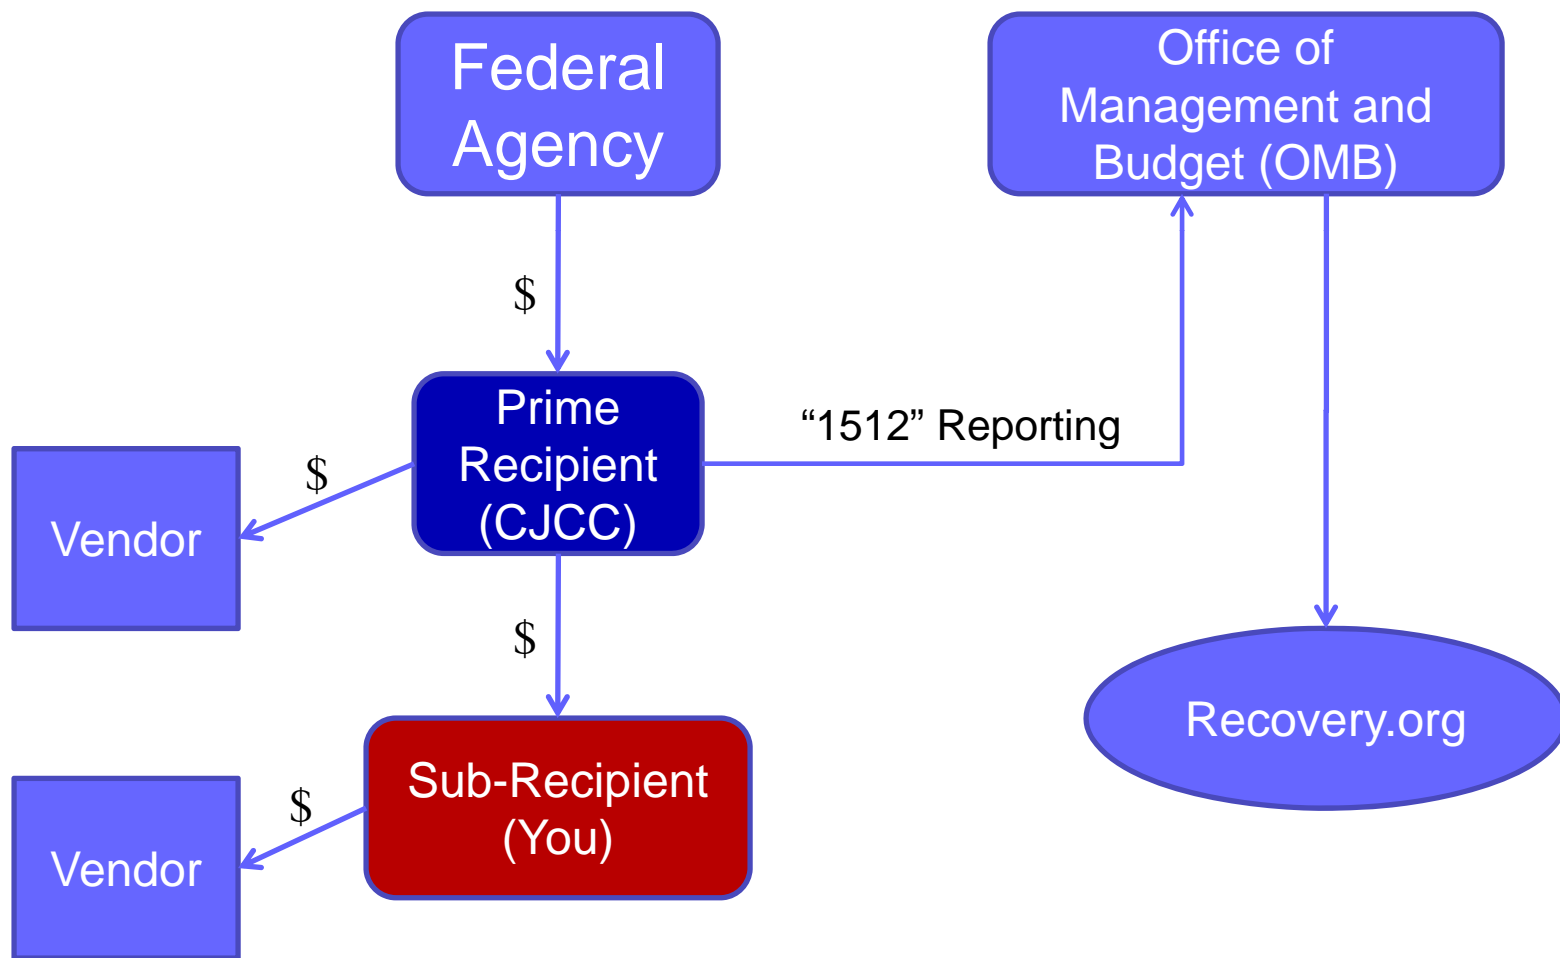 Federal
Agency
Office of
Management and
Budget (OMB)
$
Prime
Recipient
(CJCC)
“1512” Reporting
$
Vendor
$
Sub-Recipient
(You)
Recovery.org
$
Vendor